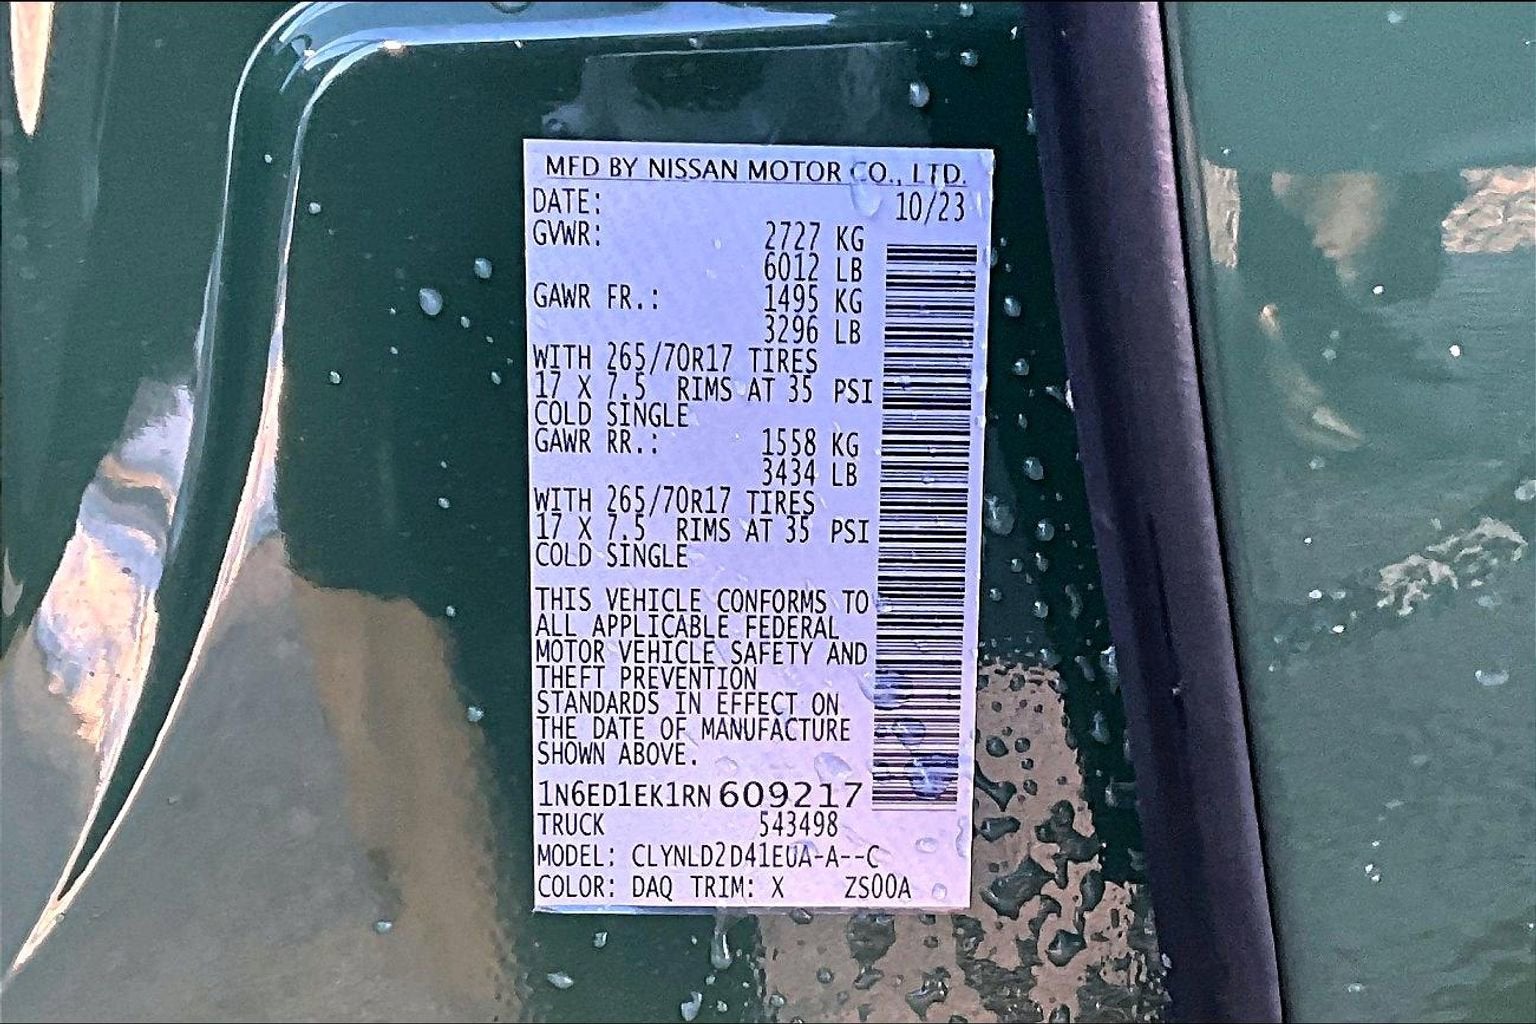 MFD BY NISSAN MOTOR CO., LTD.
DATE: 10/23
GVWR: 2727 KG
6012 LB
GAWR FR.: 1495 KG
3296 LB
WITH 265/70R17 TIRES
17 X 7.5 RIMS AT 35 PSI
COLD SINGLE
GAWR RR.: 1558 KG
3434 LB
WITH 265/70R17 TIRES
17 X 7.5 RIMS AT 35 PSI
COLD SINGLE
THIS VEHICLE CONFORMS TO
ALL APPLICABLE FEDERAL
MOTOR VEHICLE SAFETY AND
THEFT PREVENTION
STANDARDS IN EFFECT ON
THE DATE OF MANUFACTURE
SHOWN ABOVE.
1N6ED1EK1RN609217
TRUCK 543498
MODEL: CLYNLD2D41EUA-A--C
COLOR: DAQ TRIM: X ZS00A